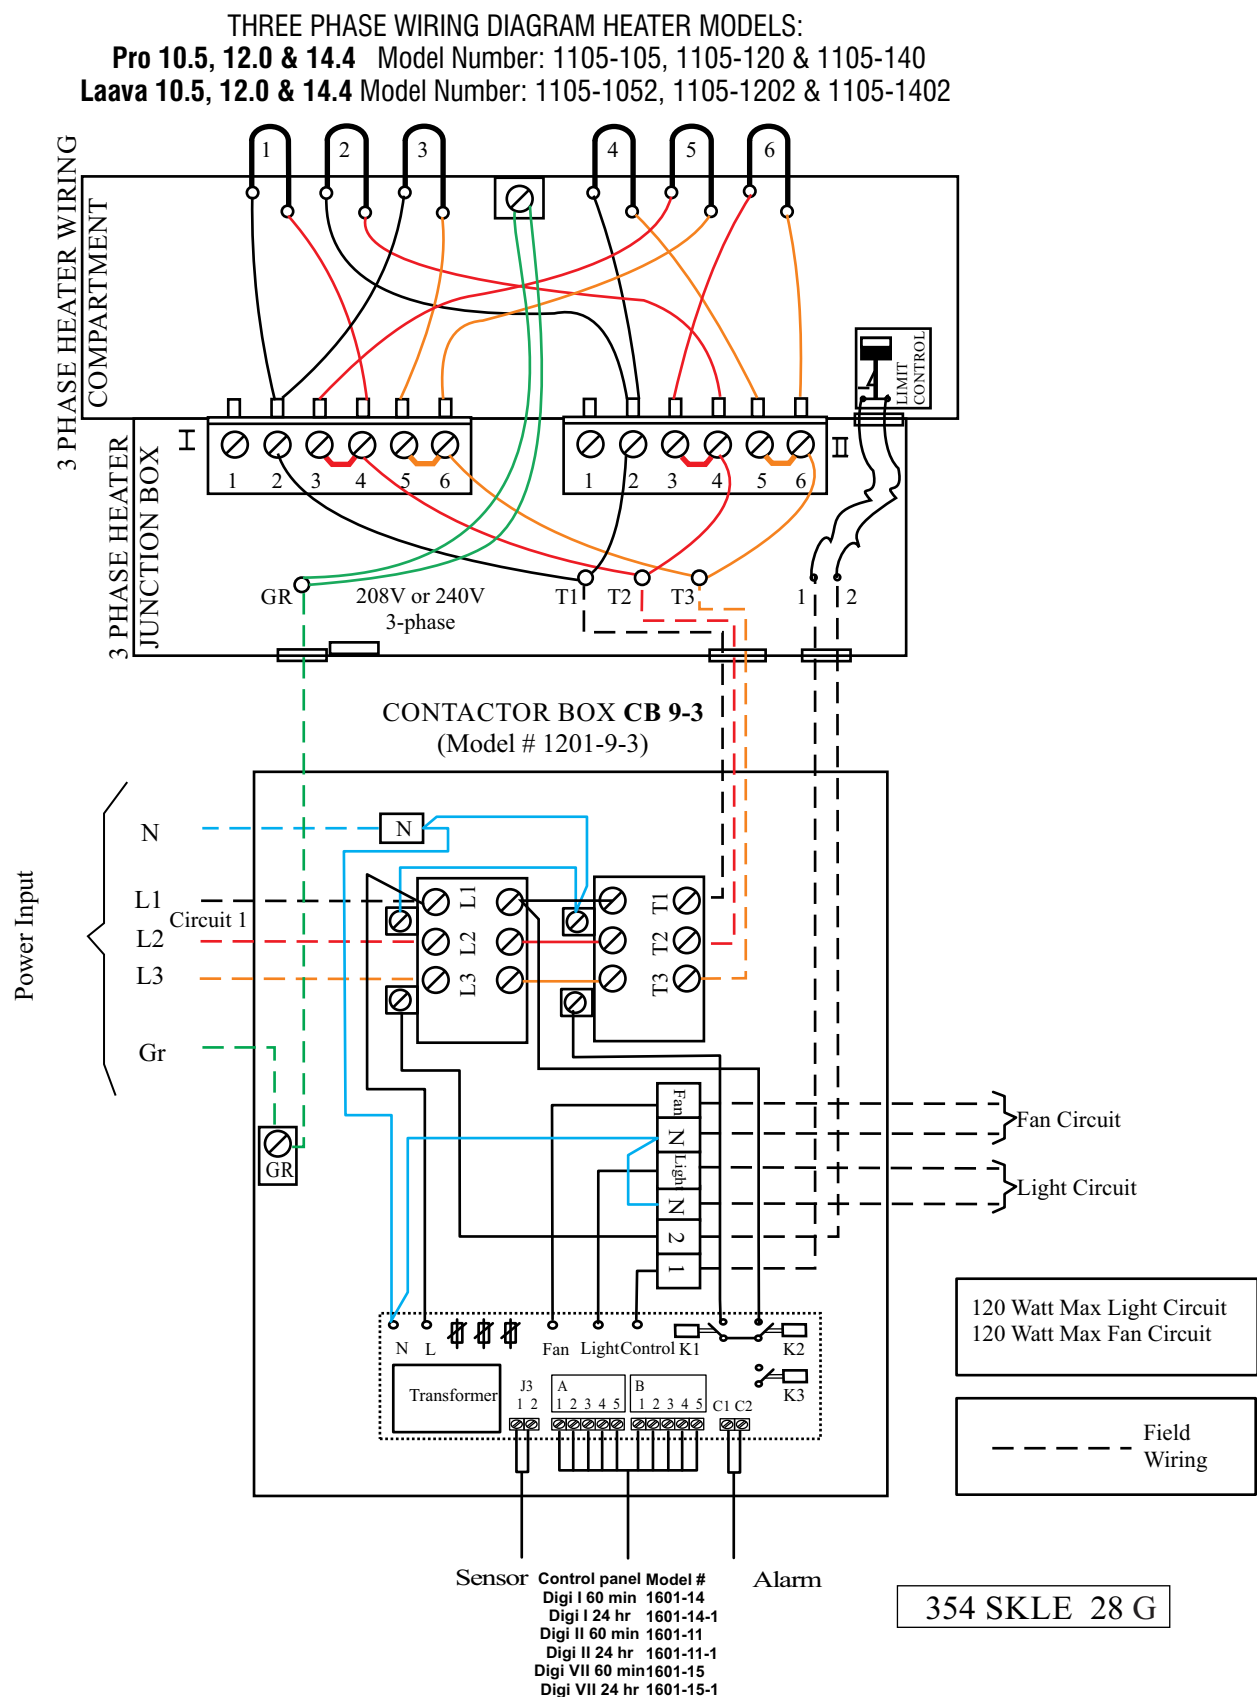 THREE PHASE WIRING DIAGRAM HEATER MODELS:
Pro 10.5, 12.0 & 14.4 Model Number: 1105-105, 1105-120 & 1105-140
Laava 10.5, 12.0 & 14.4 Model Number: 1105-1052, 1105-1202 & 1105-1402
3 PHASE HEATER WIRING
COMPARTMENT
1 2 3 4 5 6
LIMIT
CONTROL
3 PHASE HEATER
JUNCTION BOX
I
1 2 3 4 5 6
II
1 2 3 4 5 6
GR
208V or 240V
3-phase
T1 T2 T3
1 2
CONTACTOR BOX CB 9-3
(Model # 1201-9-3)
Power Input
N
N
L1
Circuit 1
L2
L3
Gr
L1
L2
L3
T1
T2
T3
GR
Fan
N
Light
N
2
1
Fan Circuit
Light Circuit
120 Watt Max Light Circuit
120 Watt Max Fan Circuit
N L Fan Light Control K1 K2
K3
Transformer
J3
1 2
A
1 2 3 4 5
B
1 2 3 4 5
C1 C2
Field
Wiring
Sensor
Control panel Model #
Digi I 60 min 1601-14
Digi I 24 hr 1601-14-1
Digi II 60 min 1601-11
Digi II 24 hr 1601-11-1
Digi VII 60 min 1601-15
Digi VII 24 hr 1601-15-1
Alarm
354 SKLE 28 G